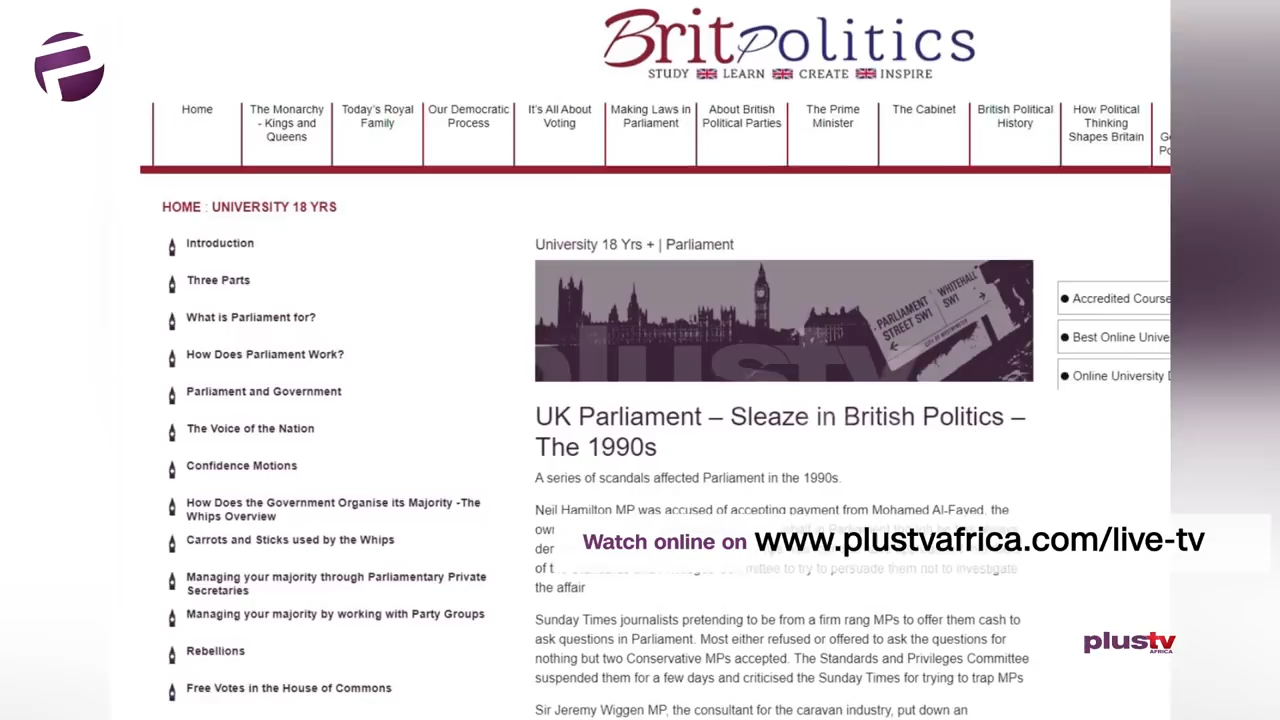 BritPolitics
STUDY LEARN CREATE INSPIRE
Home
The Monarchy
- Kings and
Queens
Today's Royal
Family
Our Democratic
Process
It's All About
Voting
Making Laws in
Parliament
About British
Political Parties
The Prime
Minister
The Cabinet
British Political
History
How Political
Thinking
Shapes Britain
HOME : UNIVERSITY 18 YRS
Introduction
Three Parts
What is Parliament for?
How Does Parliament Work?
Parliament and Government
The Voice of the Nation
Confidence Motions
How Does the Government Organise its Majority -The
Whips Overview
Carrots and Sticks used by the Whips
Managing your majority through Parliamentary Private
Secretaries
Managing your majority by working with Party Groups
Rebellions
Free Votes in the House of Commons
University 18 Yrs + | Parliament
PARLIAMENT
STREET SW1
WHITEHALL
SW1
CITY OF WESTMINSTER
plustv
Accredited Course
Best Online Unive
Online University
UK Parliament – Sleaze in British Politics –
The 1990s
A series of scandals affected Parliament in the 1990s.
Neil Hamilton MP was accused of accepting payment from Mohamed Al-Fayed, the
Watch online on www.plustvafrica.com/live-tv
to try to persuade them not to investigate
the affair
Sunday Times journalists pretending to be from a firm rang MPs to offer them cash to
ask questions in Parliament. Most either refused or offered to ask the questions for
nothing but two Conservative MPs accepted. The Standards and Privileges Committee
suspended them for a few days and criticised the Sunday Times for trying to trap MPs
Sir Jeremy Wiggen MP, the consultant for the caravan industry, put down an
plustv
AFRICA